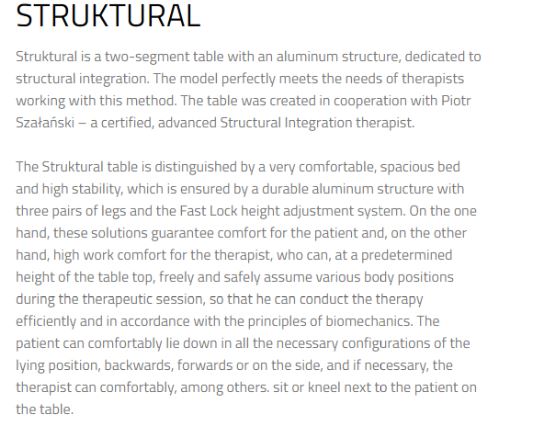 STRUKTURAL
Struktural is a two-segment table with an aluminum structure, dedicated to
structural integration. The model perfectly meets the needs of therapists
working with this method. The table was created in cooperation with Piotr
Szałański – a certified, advanced Structural Integration therapist.
The Struktural table is distinguished by a very comfortable, spacious bed
and high stability, which is ensured by a durable aluminum structure with
three pairs of legs and the Fast Lock height adjustment system. On the one
hand, these solutions guarantee comfort for the patient and, on the other
hand, high work comfort for the therapist, who can, at a predetermined
height of the table top, freely and safely assume various body positions
during the therapeutic session, so that he can conduct the therapy
efficiently and in accordance with the principles of biomechanics. The
patient can comfortably lie down in all the necessary configurations of the
lying position, backwards, forwards or on the side, and if necessary, the
therapist can comfortably, among others. sit or kneel next to the patient on
the table.